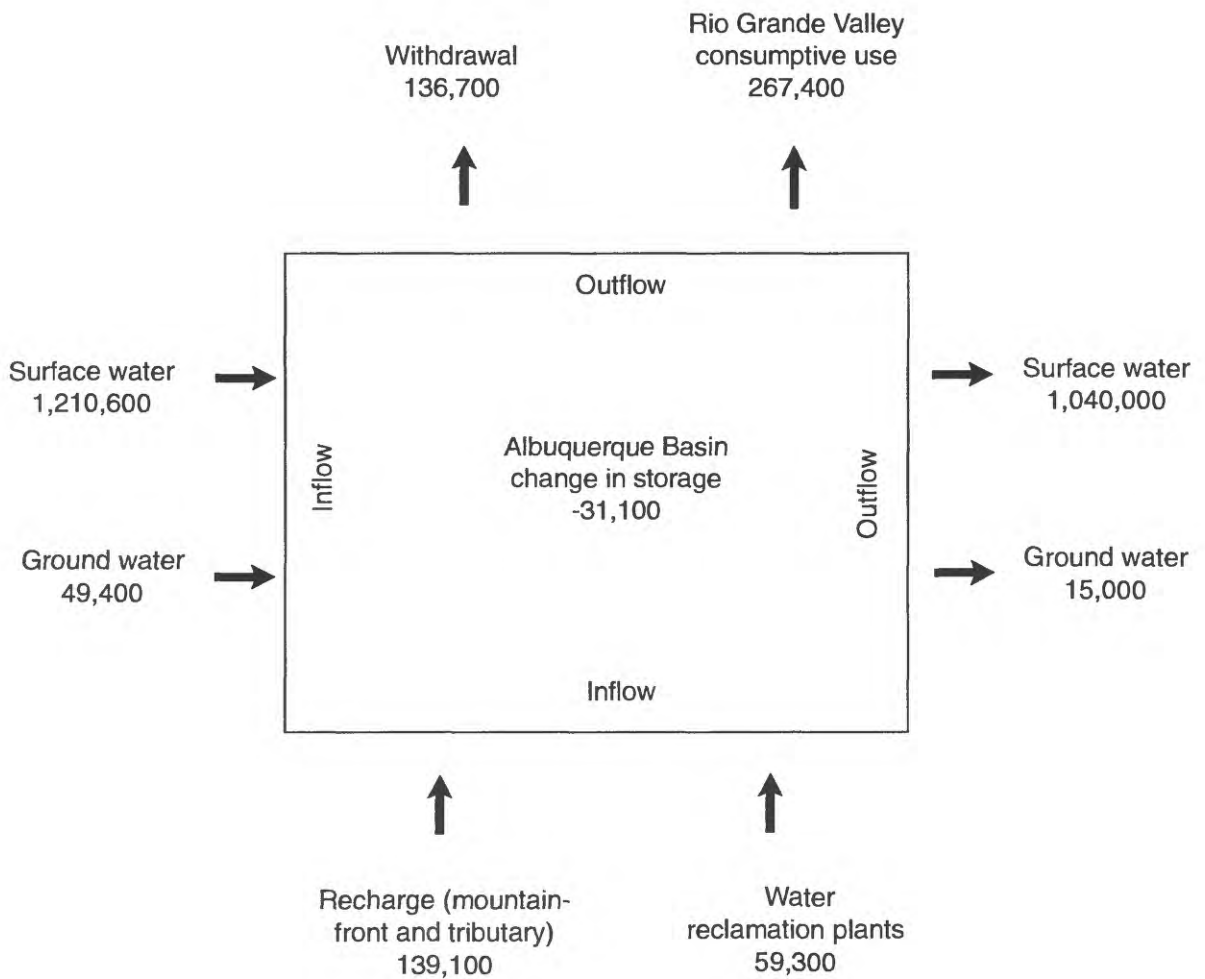 Withdrawal
136,700
Rio Grande Valley
consumptive use
267,400
Outflow
Surface water
1,210,600
Inflow
Ground water
49,400
Albuquerque Basin
change in storage
-31,100
Outflow
Surface water
1,040,000
Ground water
15,000
Inflow
Recharge (mountain-
front and tributary)
139,100
Water
reclamation plants
59,300